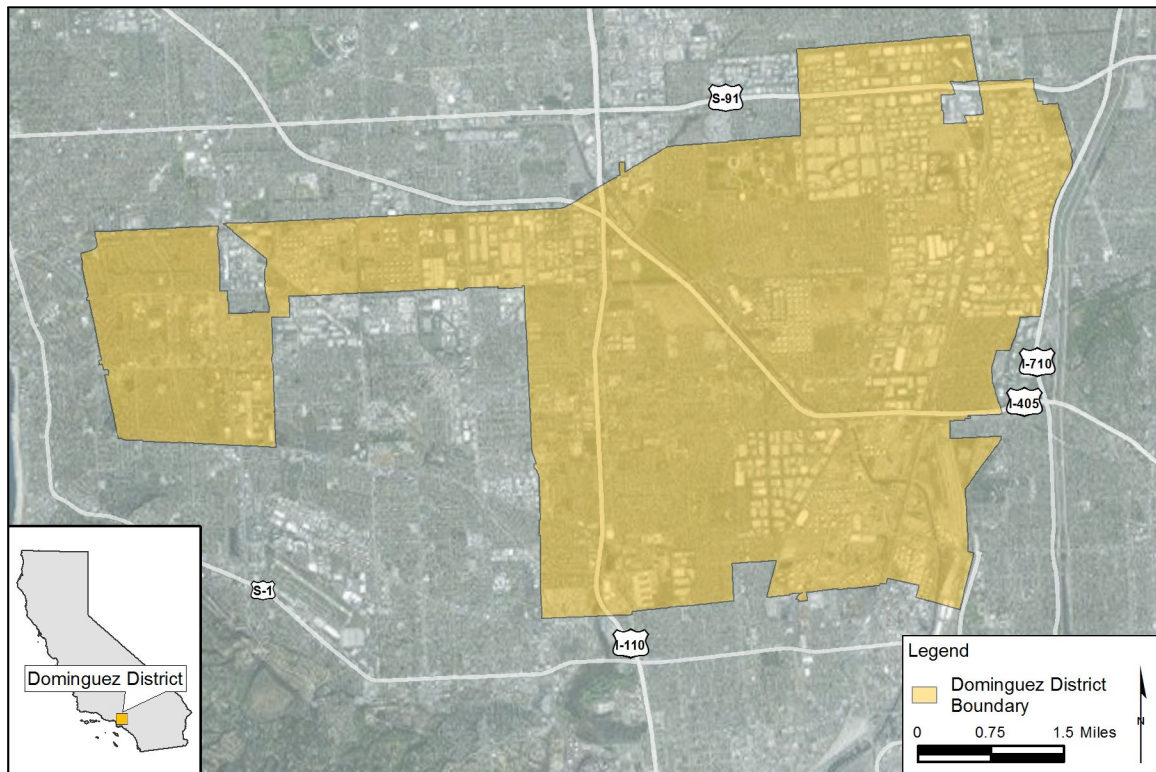 S-91
I-710
I-405
S-1
I-110
Dominguez District
Legend
Dominguez District
Boundary
0 0.75 1.5 Miles
N